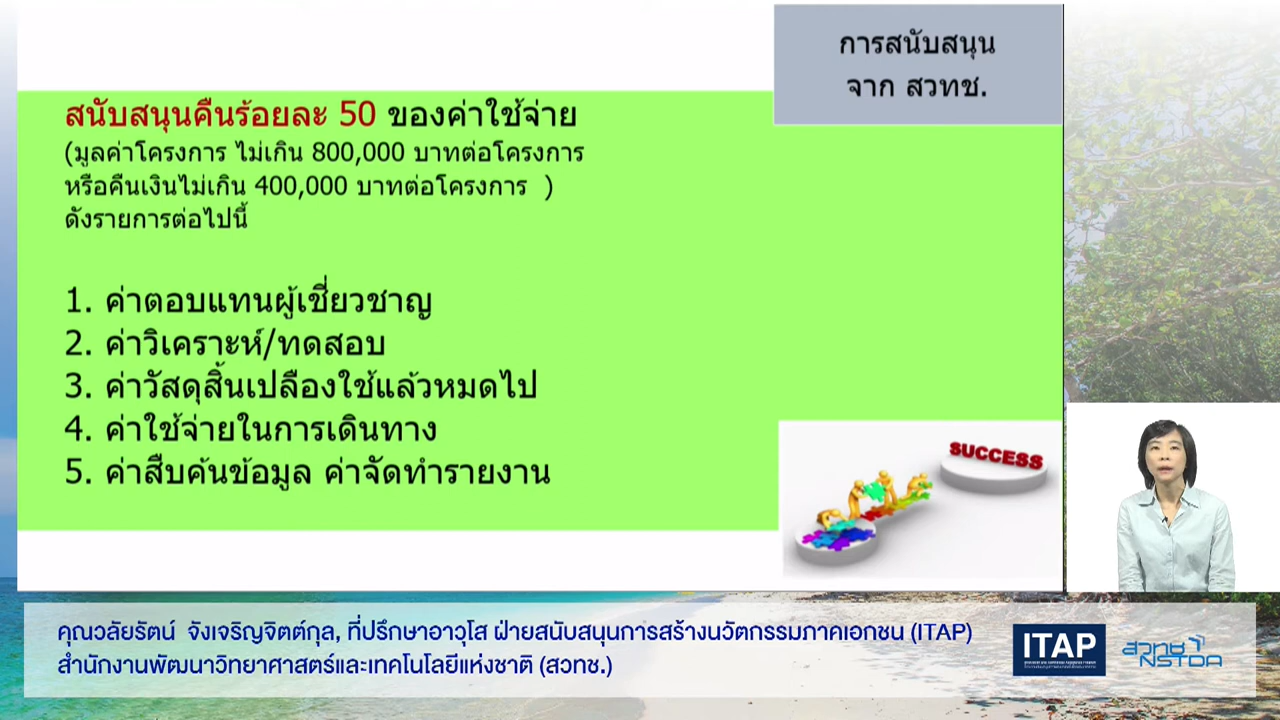 การสนับสนุน
จาก สวทช.
สนับสนุนคืนร้อยละ 50 ของค่าใช้จ่าย
(มูลค่าโครงการ ไม่เกิน 800,000 บาทต่อโครงการ
หรือคืนเงินไม่เกิน 400,000 บาทต่อโครงการ )
ดังรายการต่อไปนี้
1. ค่าตอบแทนผู้เชี่ยวชาญ
2. ค่าวิเคราะห์/ทดสอบ
3. ค่าวัสดุสิ้นเปลืองใช้แล้วหมดไป
4. ค่าใช้จ่ายในการเดินทาง
5. ค่าสืบค้นข้อมูล ค่าจัดทำรายงาน
SUCCESS
คุณวลัยรัตน์ จังเจริญจิตต์กุล, ที่ปรึกษาอาวุโส ฝ่ายสนับสนุนการสร้างนวัตกรรมภาคเอกชน (ITAP)
สำนักงานพัฒนาวิทยาศาสตร์และเทคโนโลยีแห่งชาติ (สวทช.)
ITAP
สวทช
NSTDA